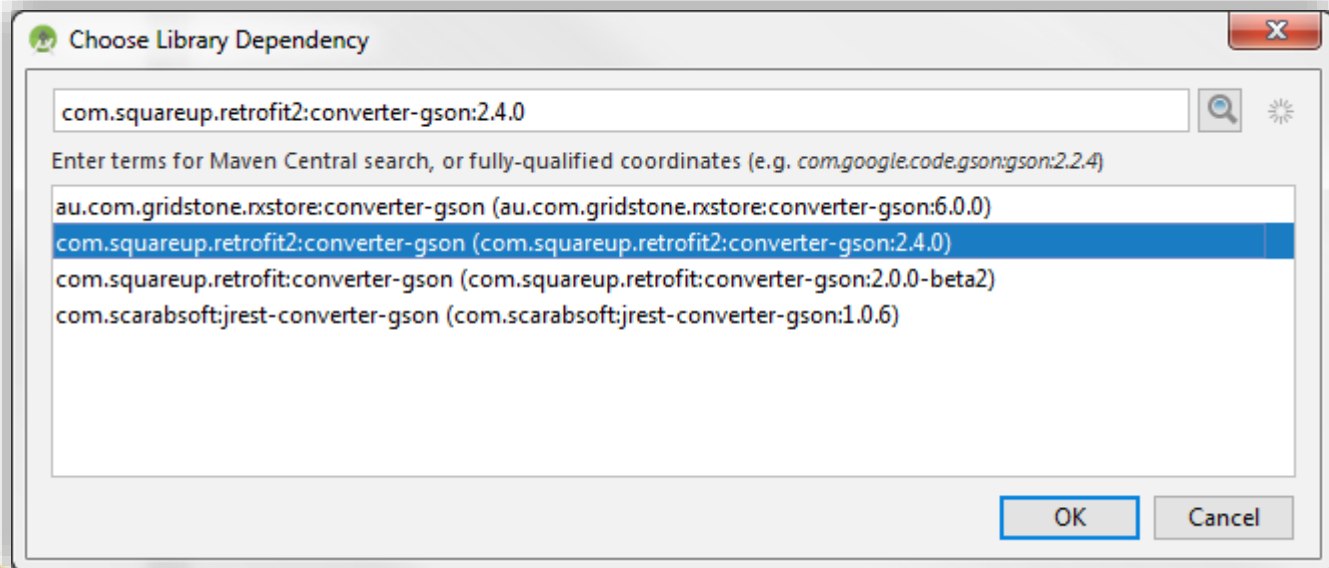 Choose Library Dependency
com.squareup.retrofit2:converter-gson:2.4.0
Enter terms for Maven Central search, or fully-qualified coordinates (e.g. com.google.code.gson:gson:2.2.4)
au.com.gridstone.rxstore:converter-gson (au.com.gridstone.rxstore:converter-gson:6.0.0)
com.squareup.retrofit2:converter-gson (com.squareup.retrofit2:converter-gson:2.4.0)
com.squareup.retrofit:converter-gson (com.squareup.retrofit:converter-gson:2.0.0-beta2)
com.scarabsoft:jrest-converter-gson (com.scarabsoft:jrest-converter-gson:1.0.6)
OK Cancel